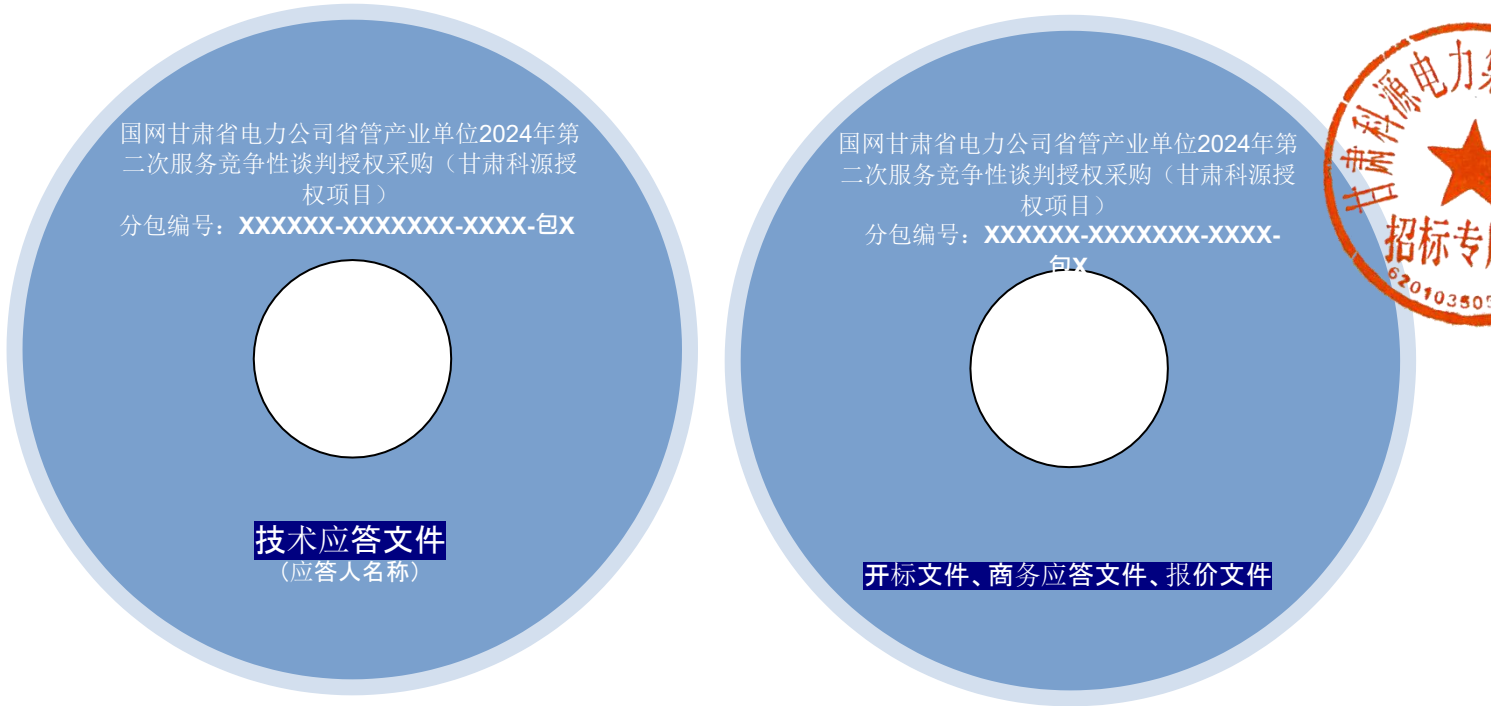 国网甘肃省电力公司省管产业单位2024年第
二次服务竞争性谈判授权采购（甘肃科源授
权项目）
分包编号：XXXXXX-XXXXXXX-XXXX-包X
技术应答文件
（应答人名称）
国网甘肃省电力公司省管产业单位2024年第
二次服务竞争性谈判授权采购（甘肃科源授
权项目）
分包编号：XXXXXX-XXXXXXX-XXXX-
包X
开标文件、商务应答文件、报价文件
甘肃科源电力
招标专
62010350